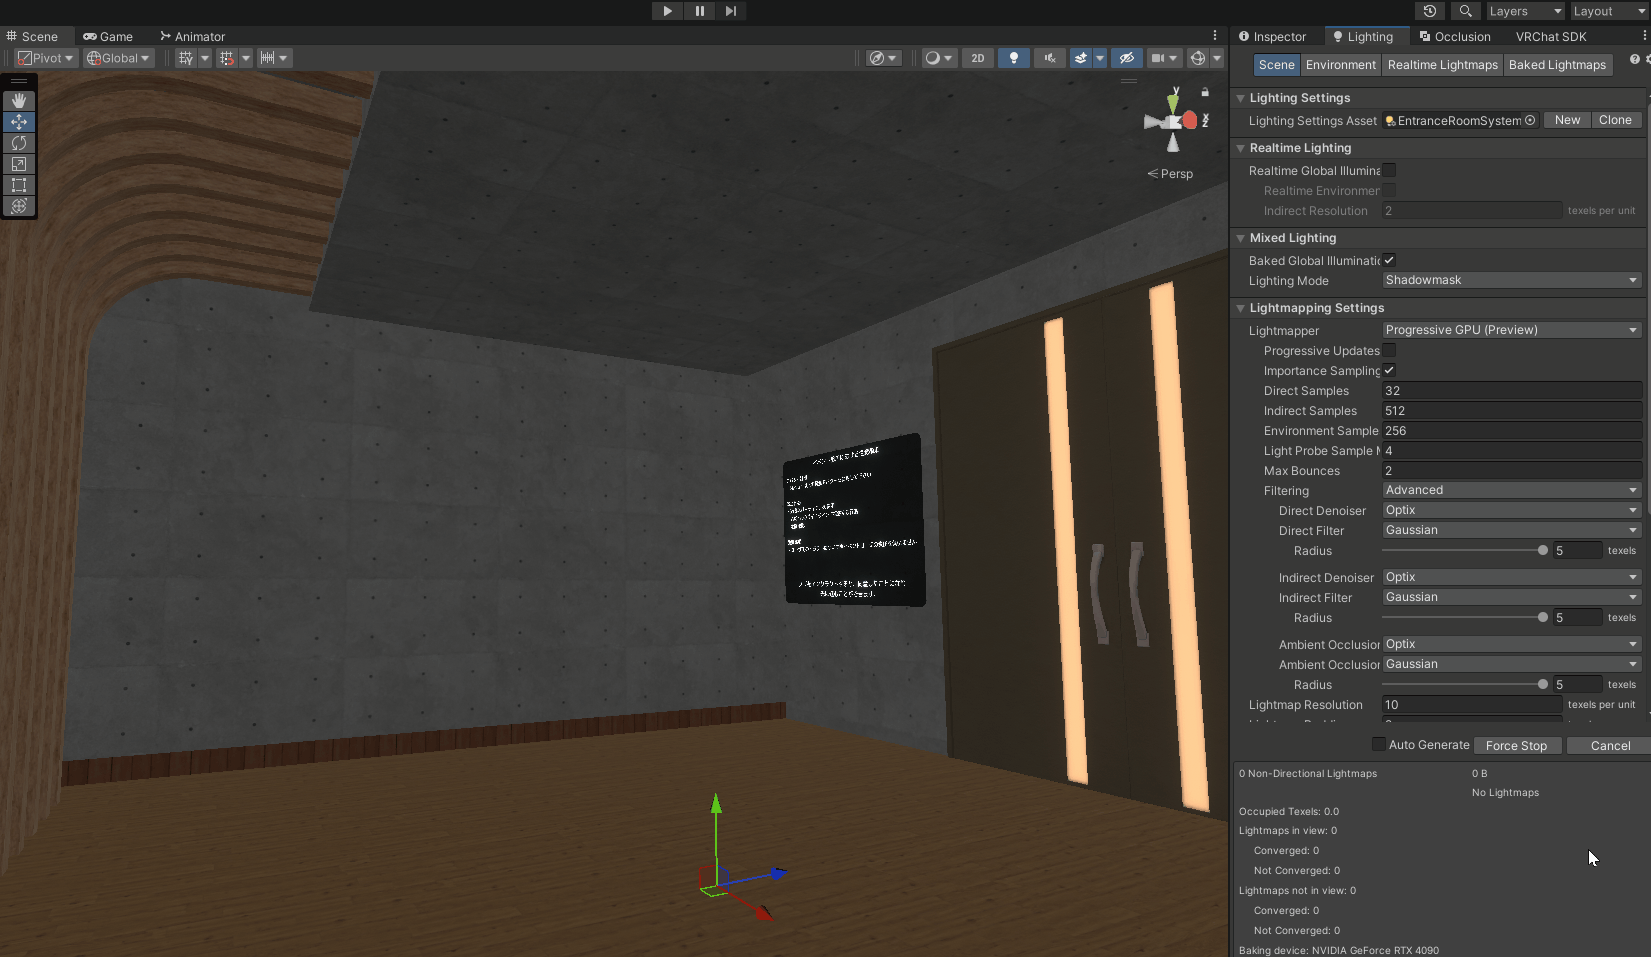 Layers
Layout
Scene
Game
Animator
Inspector
Lighting
Occlusion
VRChat SDK
Pivot
Global
2D
Scene
Environment
Realtime Lightmaps
Baked Lightmaps
Lighting Settings
Lighting Settings Asset
EntranceRoomSystem
New
Clone
Realtime Lighting
Realtime Global Illumina
Realtime Environmer
Indirect Resolution
2
texels per unit
Mixed Lighting
Baked Global Illuminatic
Lighting Mode
Shadowmask
Lightmapping Settings
Lightmapper
Progressive GPU (Preview)
Progressive Updates
Importance Sampling
Direct Samples
32
Indirect Samples
512
Environment Sample
256
Light Probe Sample M
4
Max Bounces
2
Filtering
Advanced
Direct Denoiser
Optix
Direct Filter
Gaussian
Radius
5
texels
Indirect Denoiser
Optix
Indirect Filter
Gaussian
Radius
5
texels
Ambient Occlusior
Optix
Ambient Occlusior
Gaussian
Radius
5
texels
Lightmap Resolution
10
texels per unit
Auto Generate
Force Stop
Cancel
0 Non-Directional Lightmaps
0 B
No Lightmaps
Occupied Texels: 0.0
Lightmaps in view: 0
Converged: 0
Not Converged: 0
Lightmaps not in view: 0
Converged: 0
Not Converged: 0
Baking device: NVIDIA GeForce RTX 4090
y
x
z
Persp